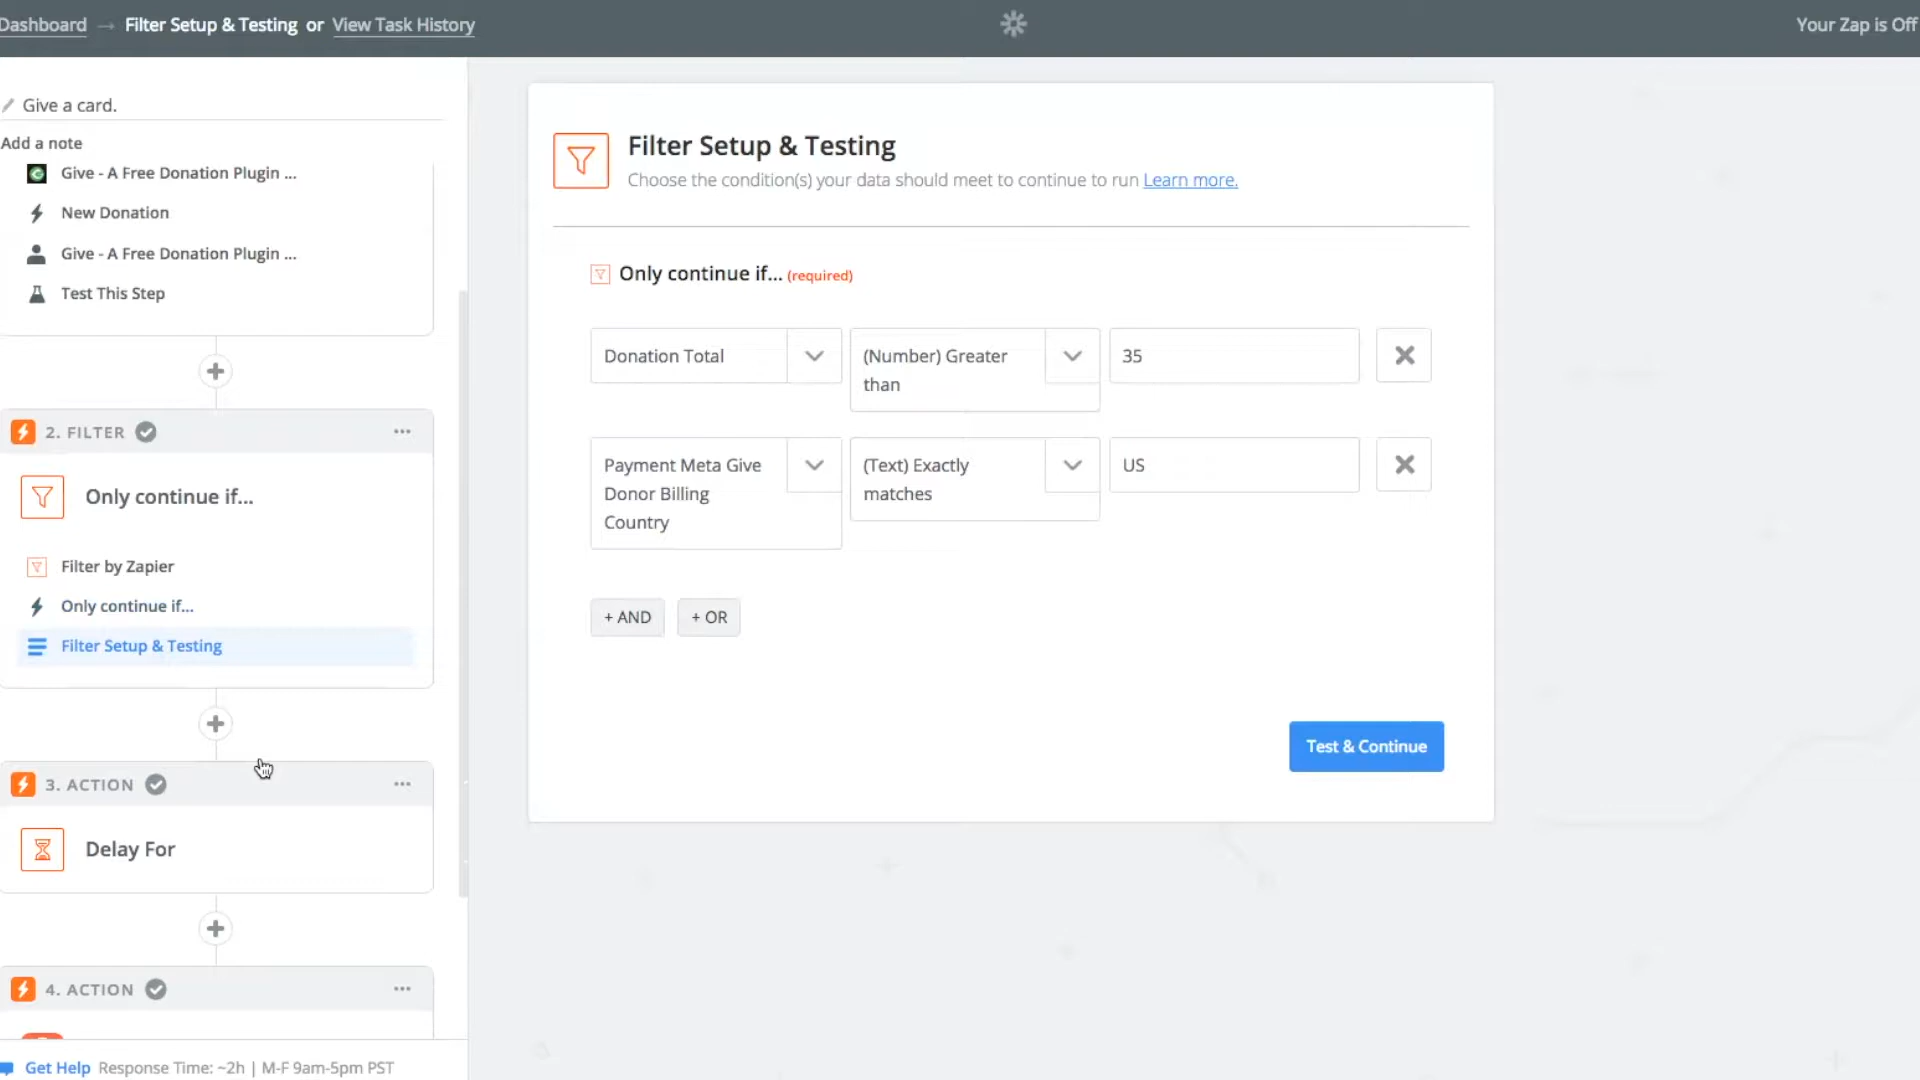 Dashboard → Filter Setup & Testing or View Task History
Your Zap is Off
Give a card.
Add a note
Give - A Free Donation Plugin ...
New Donation
Give - A Free Donation Plugin ...
Test This Step
2. FILTER
Only continue if...
Filter by Zapier
Only continue if...
Filter Setup & Testing
3. ACTION
Delay For
4. ACTION
Get Help Response Time: ~2h | M-F 9am-5pm PST
Filter Setup & Testing
Choose the condition(s) your data should meet to continue to run Learn more.
Only continue if... (required)
Donation Total
(Number) Greater
than
35
Payment Meta Give
Donor Billing
Country
(Text) Exactly
matches
US
+ AND
+ OR
Test & Continue